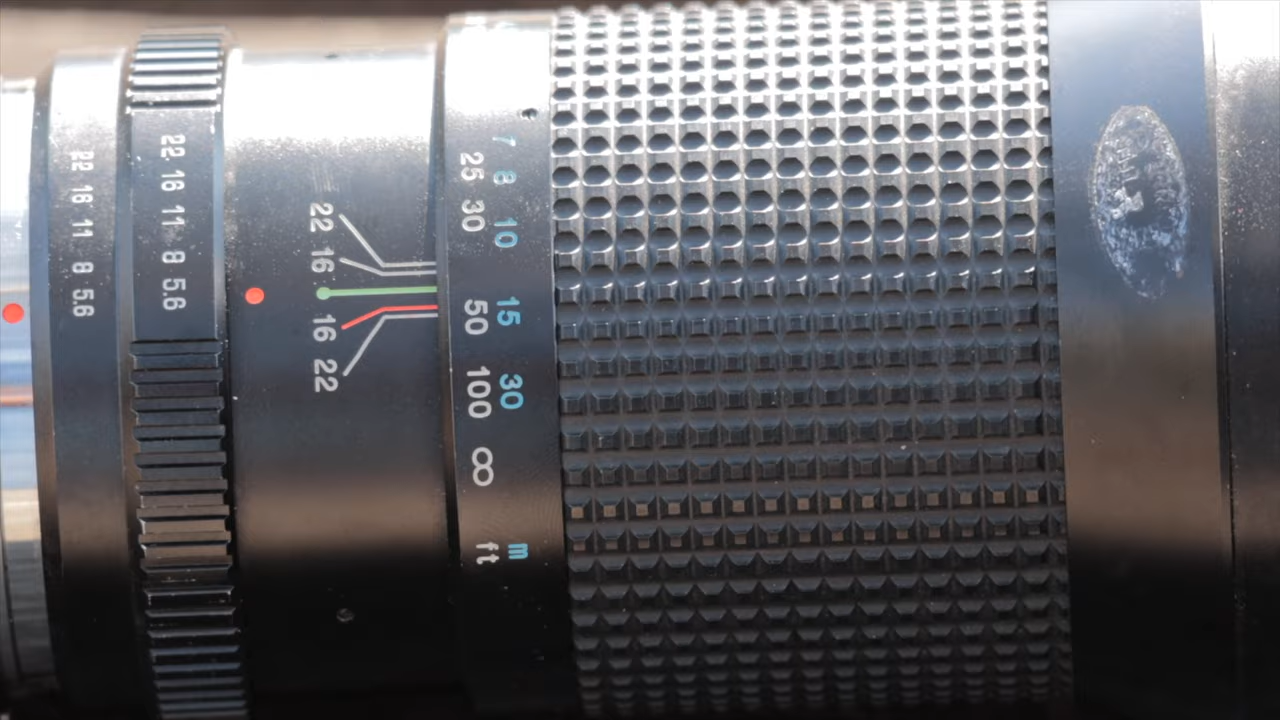 22 16 11 8 5.6
22 16 11 8 5.6
22 16 16 22
25 30 50 100 ∞ ft
7 8 10 15 30 m